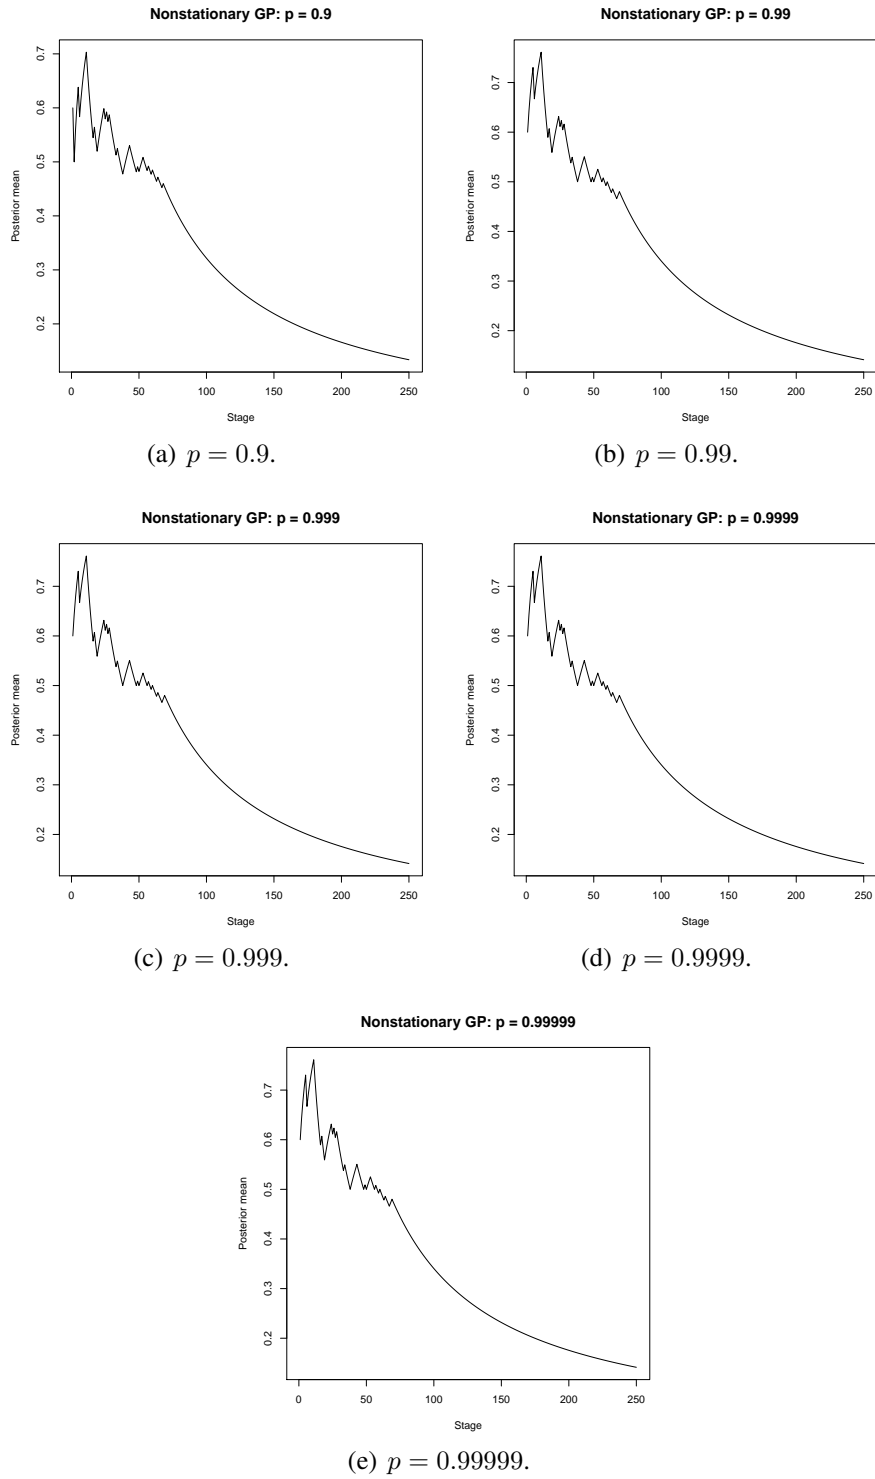 Nonstationary GP: p = 0.9
Posterior mean
0.7
0.6
0.5
0.4
0.3
0.2
0 50 100 150 200 250
Stage
(a) p = 0.9.
Nonstationary GP: p = 0.99
Posterior mean
0.7
0.6
0.5
0.4
0.3
0.2
0 50 100 150 200 250
Stage
(b) p = 0.99.
Nonstationary GP: p = 0.999
Posterior mean
0.7
0.6
0.5
0.4
0.3
0.2
0 50 100 150 200 250
Stage
(c) p = 0.999.
Nonstationary GP: p = 0.9999
Posterior mean
0.7
0.6
0.5
0.4
0.3
0.2
0 50 100 150 200 250
Stage
(d) p = 0.9999.
Nonstationary GP: p = 0.99999
Posterior mean
0.7
0.6
0.5
0.4
0.3
0.2
0 50 100 150 200 250
Stage
(e) p = 0.99999.